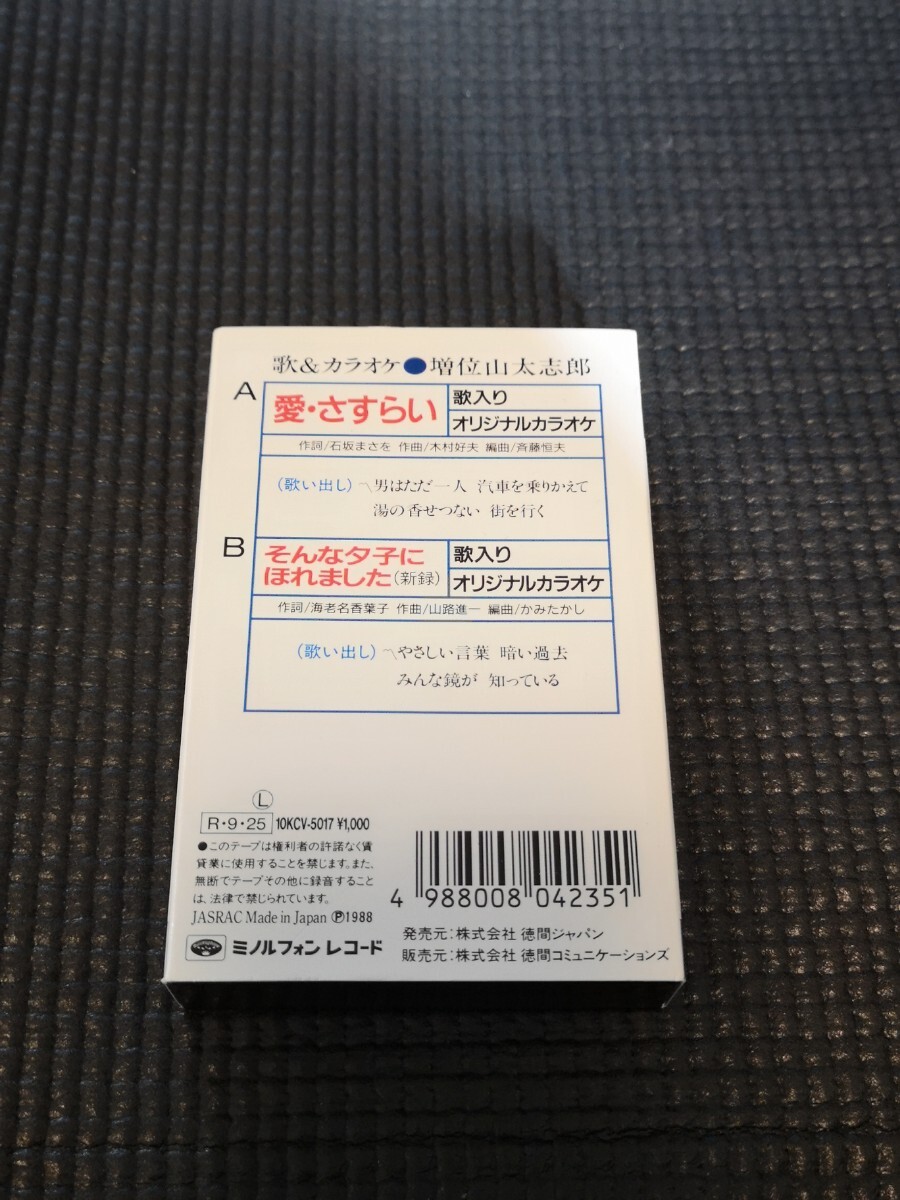 歌&カラオケ●増位山太志郎
A
愛・さすらい
歌入り
オリジナルカラオケ
作詞/石坂まさを 作曲/木村好夫 編曲/斉藤恒夫
(歌い出し) 〽男はただ一人 汽車を乗りかえて
湯の香せつない 街を行く
B
そんな夕子に
ほれました(新録)
歌入り
オリジナルカラオケ
作詞/海老名香葉子 作曲/山路進一 編曲/かみたかし
(歌い出し) 〽やさしい言葉 暗い過去
みんな鏡が 知っている
Ⓛ
R・9・25 10KCV-5017 ¥1,000
●このテープは権利者の許諾なく賃
貸業に使用することを禁じます。また、
無断でテープその他に録音すること
は、法律で禁じられています。
JASRAC Made in Japan Ⓟ1988
ミノルフォン レコード
4 988008 042351
発売元:株式会社 徳間ジャパン
販売元:株式会社 徳間コミュニケーションズ